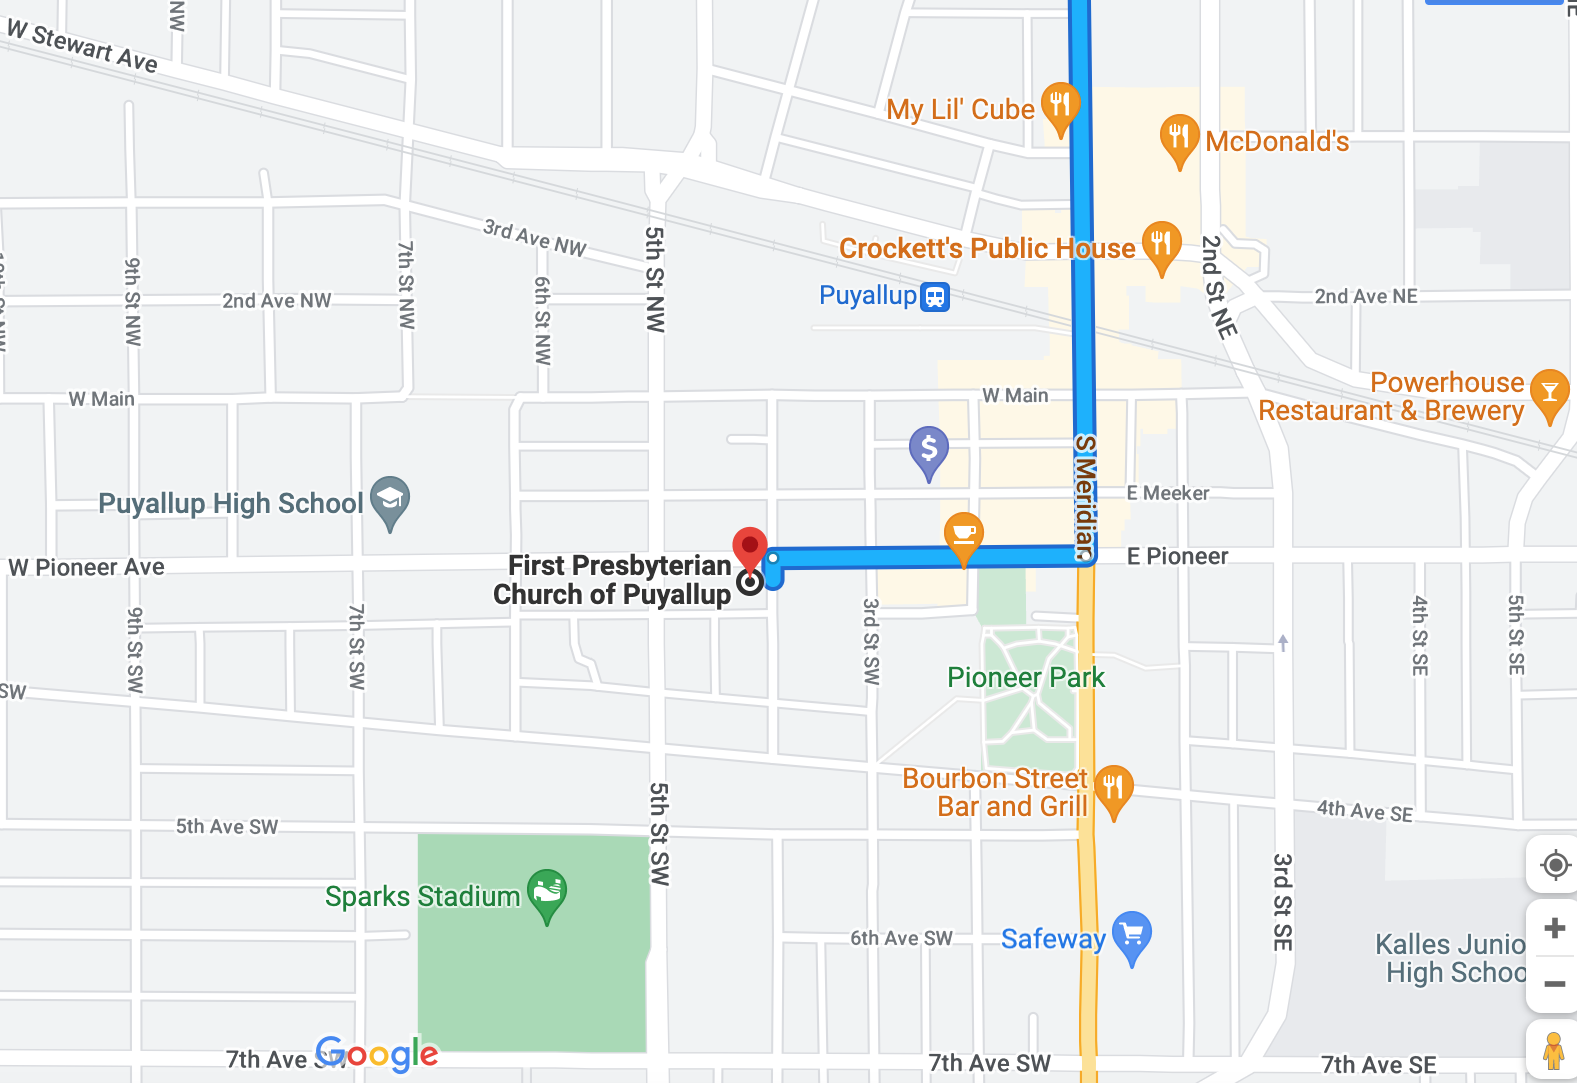 NW
W Stewart Ave
My Lil' Cube
McDonald's
3rd Ave NW
5th St NW
Crockett's Public House
2nd St NE
9th St NW
7th St NW
6th St NW
2nd Ave NW
Puyallup
2nd Ave NE
W Main
W Main
Powerhouse
Restaurant & Brewery
S Meridian
$
E Meeker
Puyallup High School
W Pioneer Ave
First Presbyterian
Church of Puyallup
E Pioneer
9th St SW
7th St SW
3rd St SW
4th St SE
5th St SE
SW
Pioneer Park
Bourbon Street
Bar and Grill
4th Ave SE
5th Ave SW
5th St SW
3rd St SE
Sparks Stadium
6th Ave SW
Safeway
Kalles Junio
High Schoo
7th Ave SW
Google
7th Ave SW
7th Ave SE